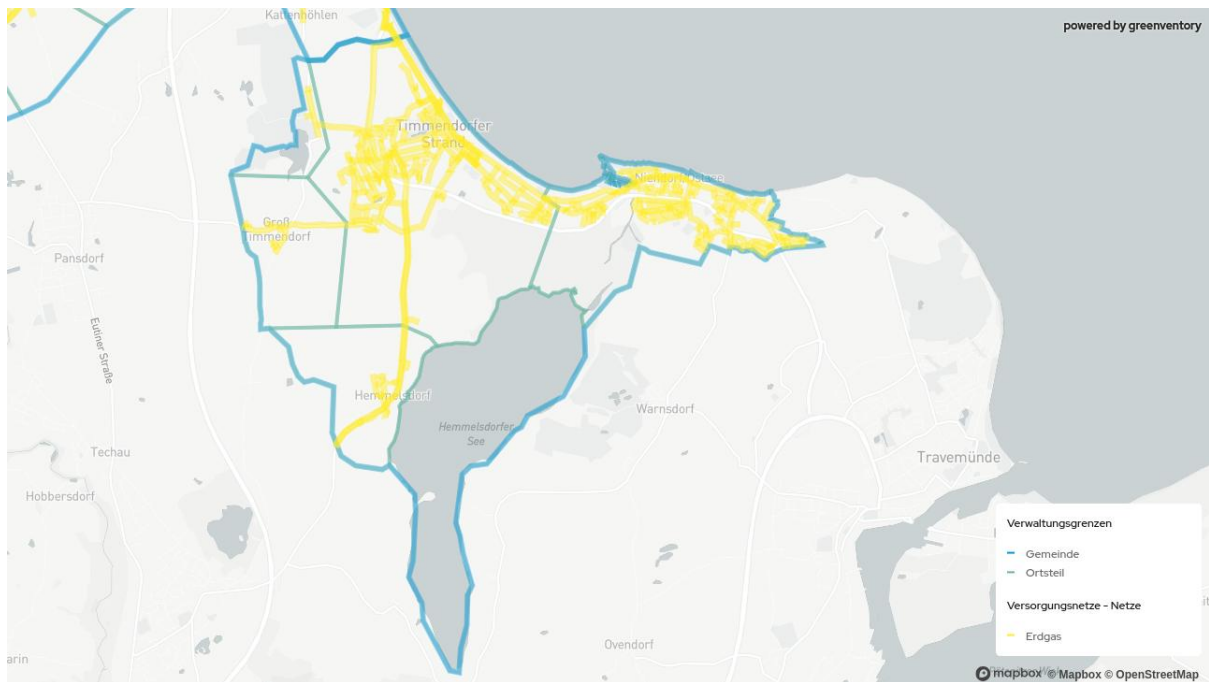 Kattenhöhlen
powered by greenventory
Timmendorfer
Strand
Niendorf/Ostsee
Groß
Timmendorf
Pansdorf
Eutiner Straße
Hemmelsdorf
Warnsdorf
Hemmelsdorfer
See
Techau
Travemünde
Hobbersdorf
Verwaltungsgrenzen
Gemeinde
Ortsteil
Versorgungsnetze - Netze
Erdgas
Ovendorf
arin
mapbox © Mapbox © OpenStreetMap